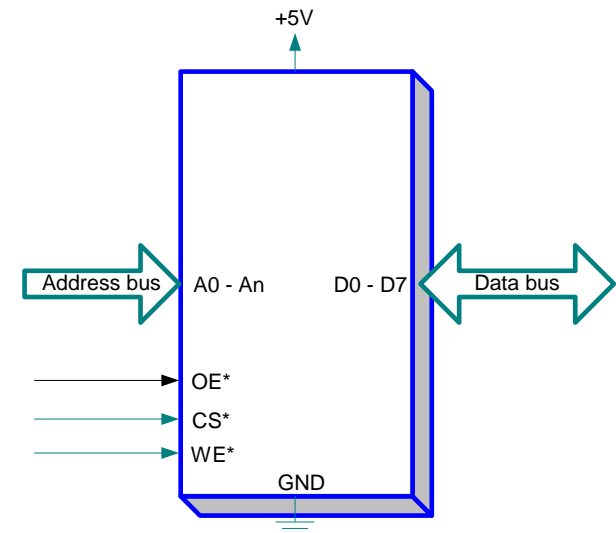 +5V
Address bus
A0 - An
D0 - D7
Data bus
OE*
CS*
WE*
GND